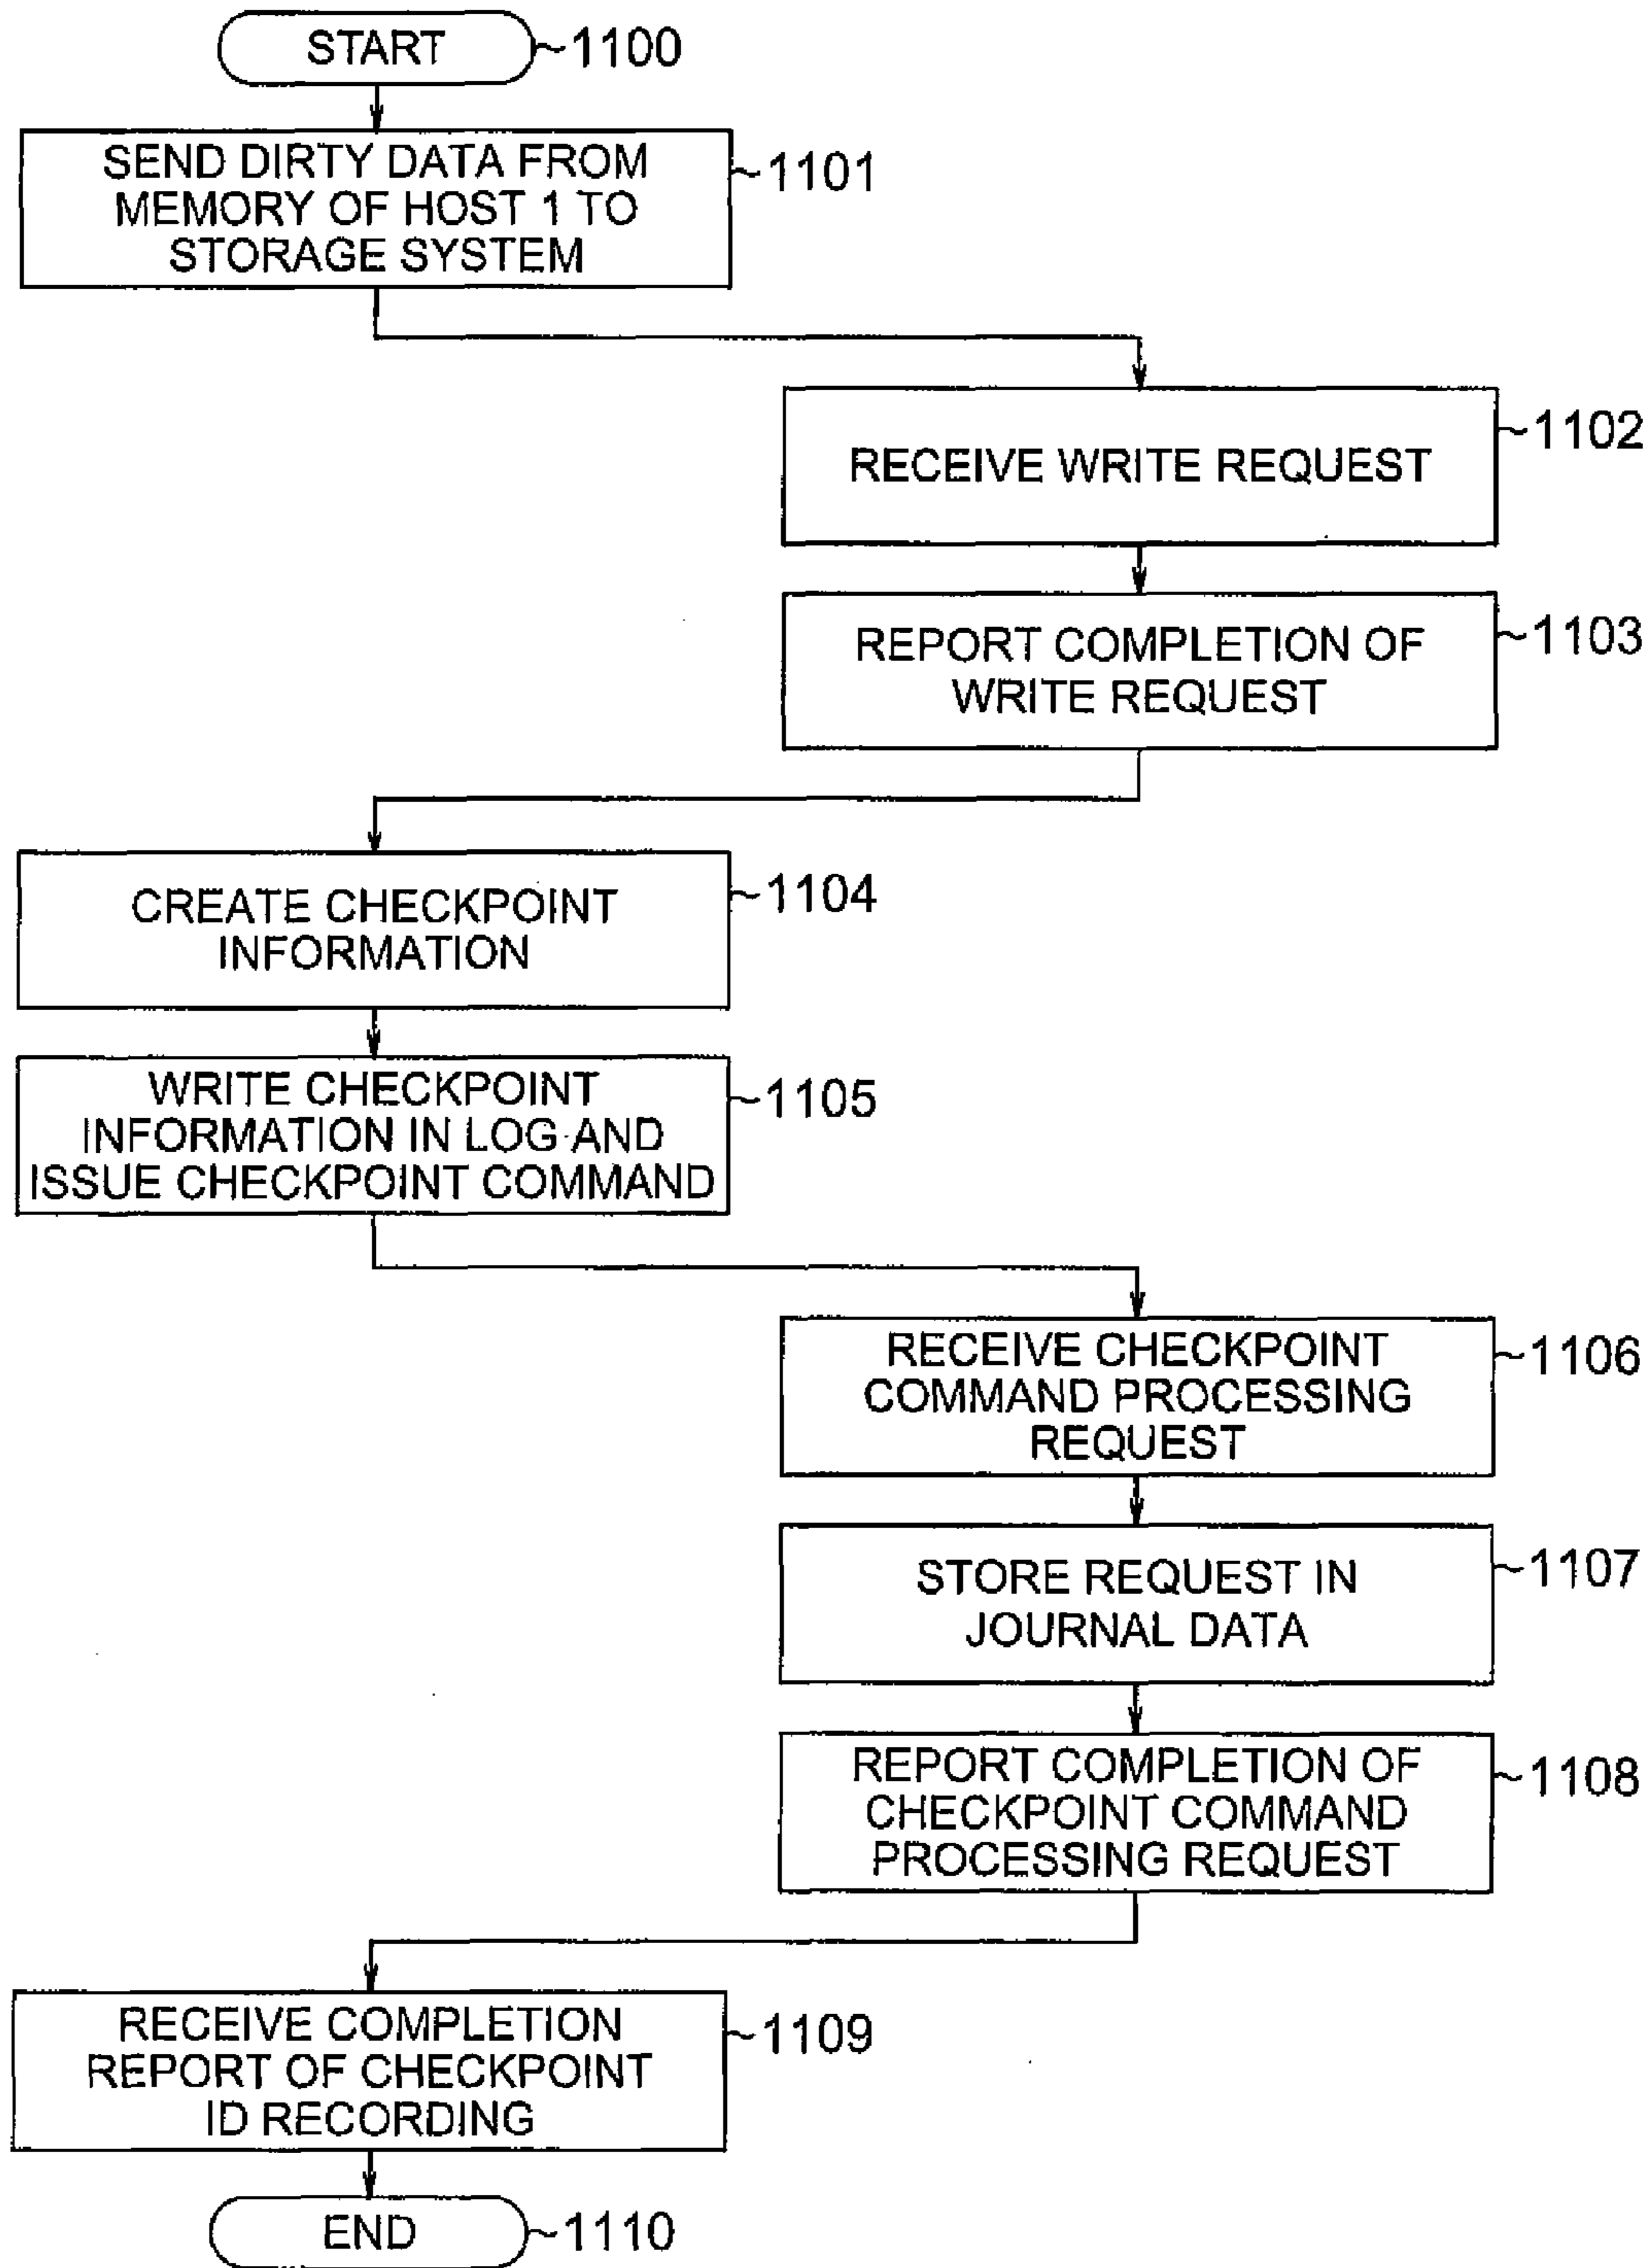 START
1100
SEND DIRTY DATA FROM
MEMORY OF HOST 1 TO
STORAGE SYSTEM
1101
RECEIVE WRITE REQUEST
1102
REPORT COMPLETION OF
WRITE REQUEST
1103
CREATE CHECKPOINT
INFORMATION
1104
WRITE CHECKPOINT
INFORMATION IN LOG AND
ISSUE CHECKPOINT COMMAND
1105
RECEIVE CHECKPOINT
COMMAND PROCESSING
REQUEST
1106
STORE REQUEST IN
JOURNAL DATA
1107
REPORT COMPLETION OF
CHECKPOINT COMMAND
PROCESSING REQUEST
1108
RECEIVE COMPLETION
REPORT OF CHECKPOINT
ID RECORDING
1109
END
1110